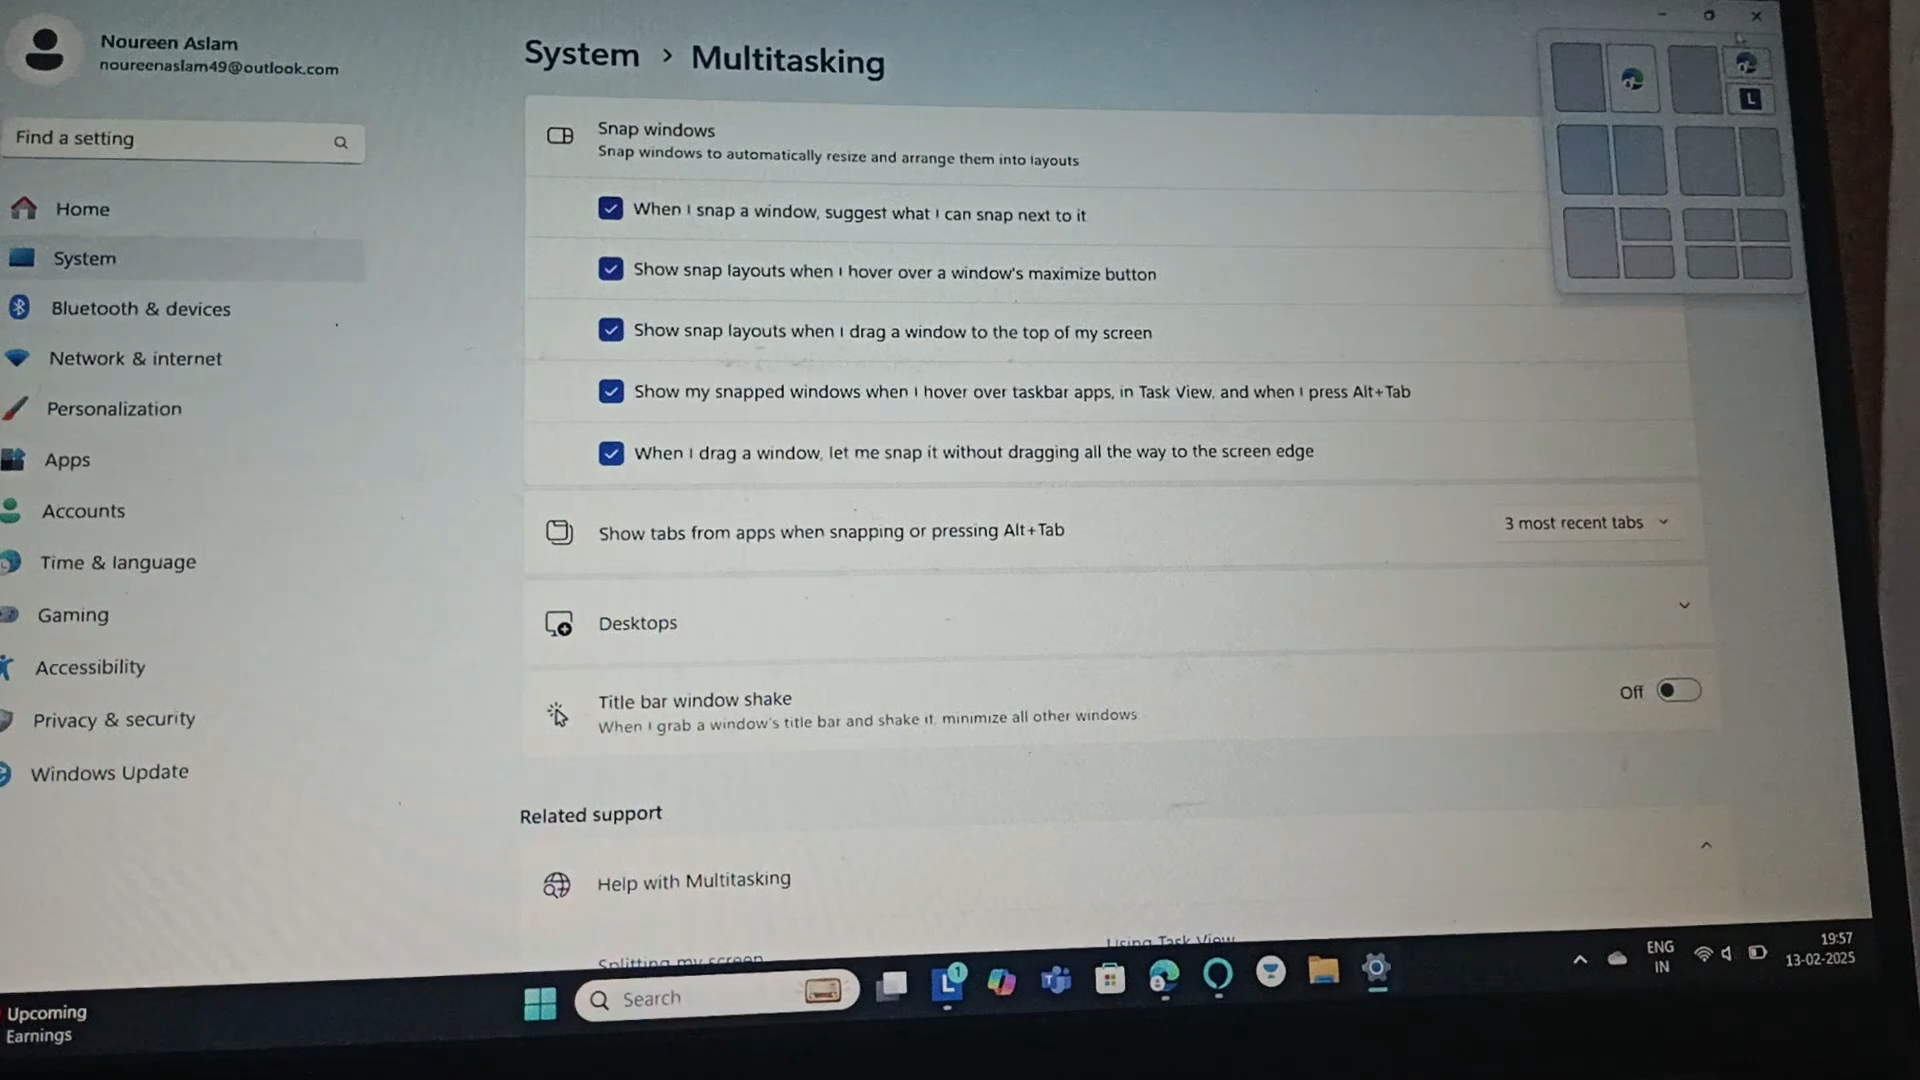 Noureen Aslam
noureenaslam49@outlook.com
Find a setting
Home
System
Bluetooth & devices
Network & internet
Personalization
Apps
Accounts
Time & language
Gaming
Accessibility
Privacy & security
Windows Update
System > Multitasking
Snap windows
Snap windows to automatically resize and arrange them into layouts
When I snap a window, suggest what I can snap next to it
Show snap layouts when I hover over a window's maximize button
Show snap layouts when I drag a window to the top of my screen
Show my snapped windows when I hover over taskbar apps, in Task View, and when I press Alt+Tab
When I drag a window, let me snap it without dragging all the way to the screen edge
Show tabs from apps when snapping or pressing Alt+Tab
3 most recent tabs
Desktops
Title bar window shake
When I grab a window's title bar and shake it, minimize all other windows
Off
Related support
Help with Multitasking
Splitting my screen
Using Task View
L
Upcoming
Earnings
Search
L
1
ENG
IN
19:57
13-02-2025